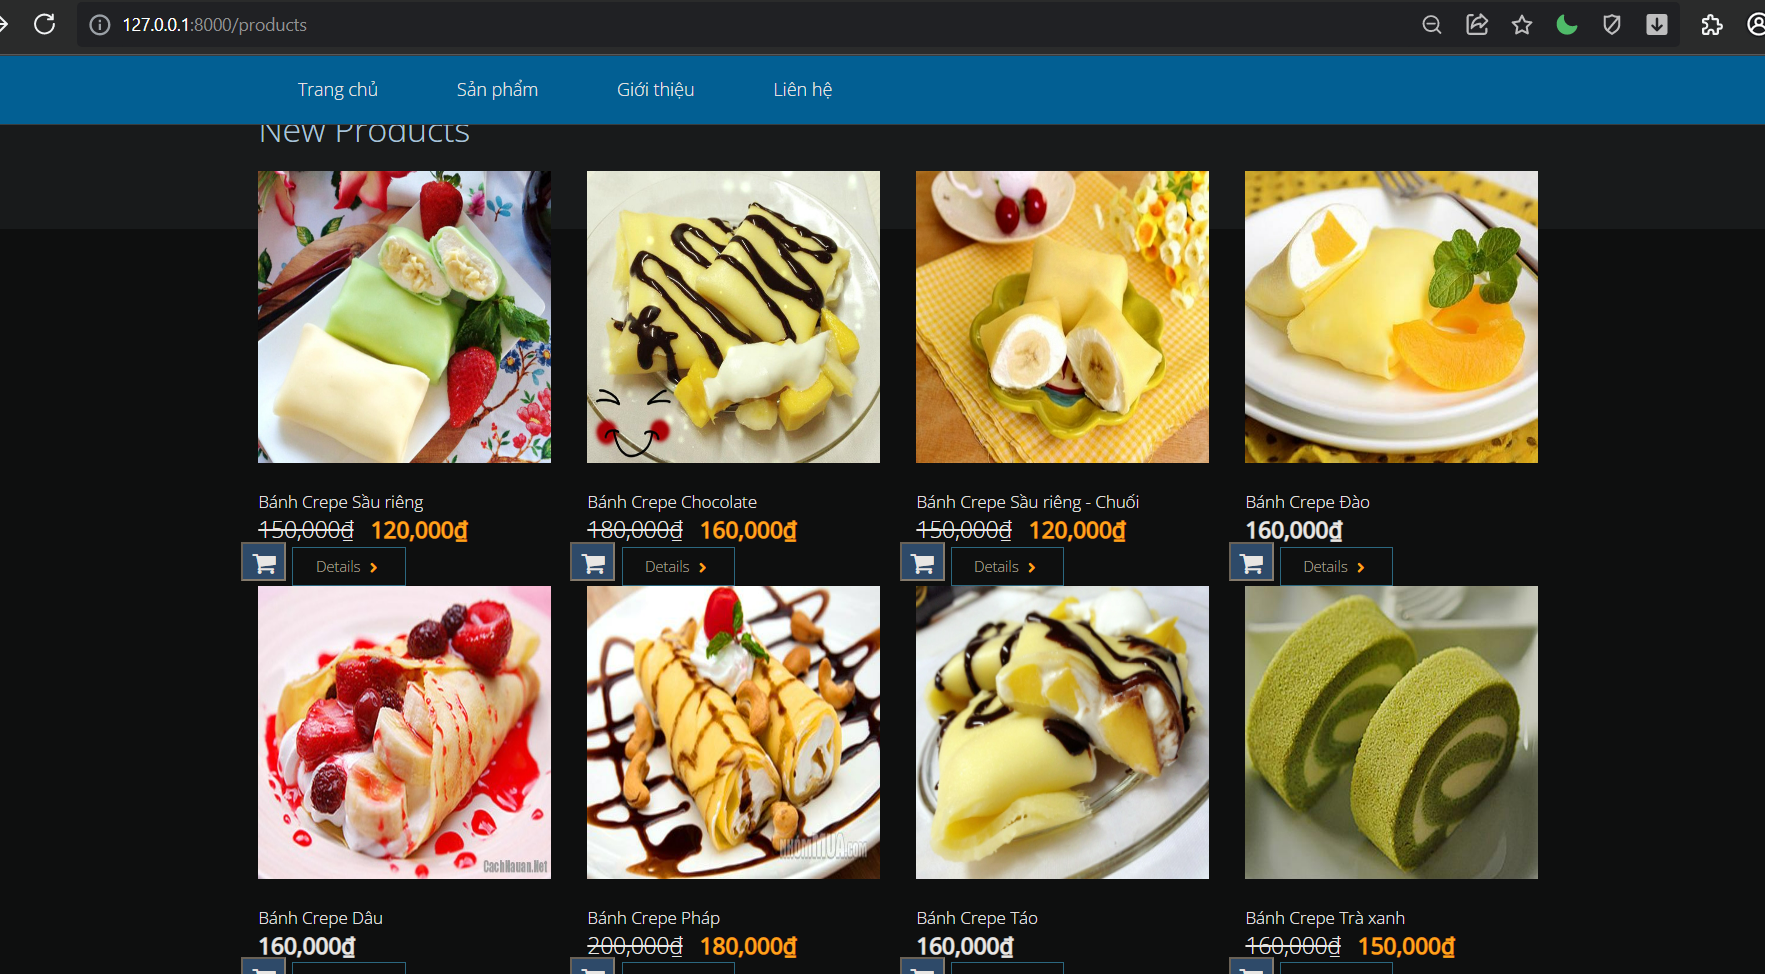 127.0.0.1:8000/products
Trang chủ Sản phẩm Giới thiệu Liên hệ
New Products
Bánh Crepe Sầu riêng
150,000₫ 120,000₫
Details
Bánh Crepe Chocolate
180,000₫ 160,000₫
Details
Bánh Crepe Sầu riêng - Chuối
150,000₫ 120,000₫
Details
Bánh Crepe Đào
160,000₫
Details
CachNauan.Net
NHÓMMUA.com
Bánh Crepe Dâu
160,000₫
Bánh Crepe Pháp
200,000₫ 180,000₫
Bánh Crepe Táo
160,000₫
Bánh Crepe Trà xanh
160,000₫ 150,000₫